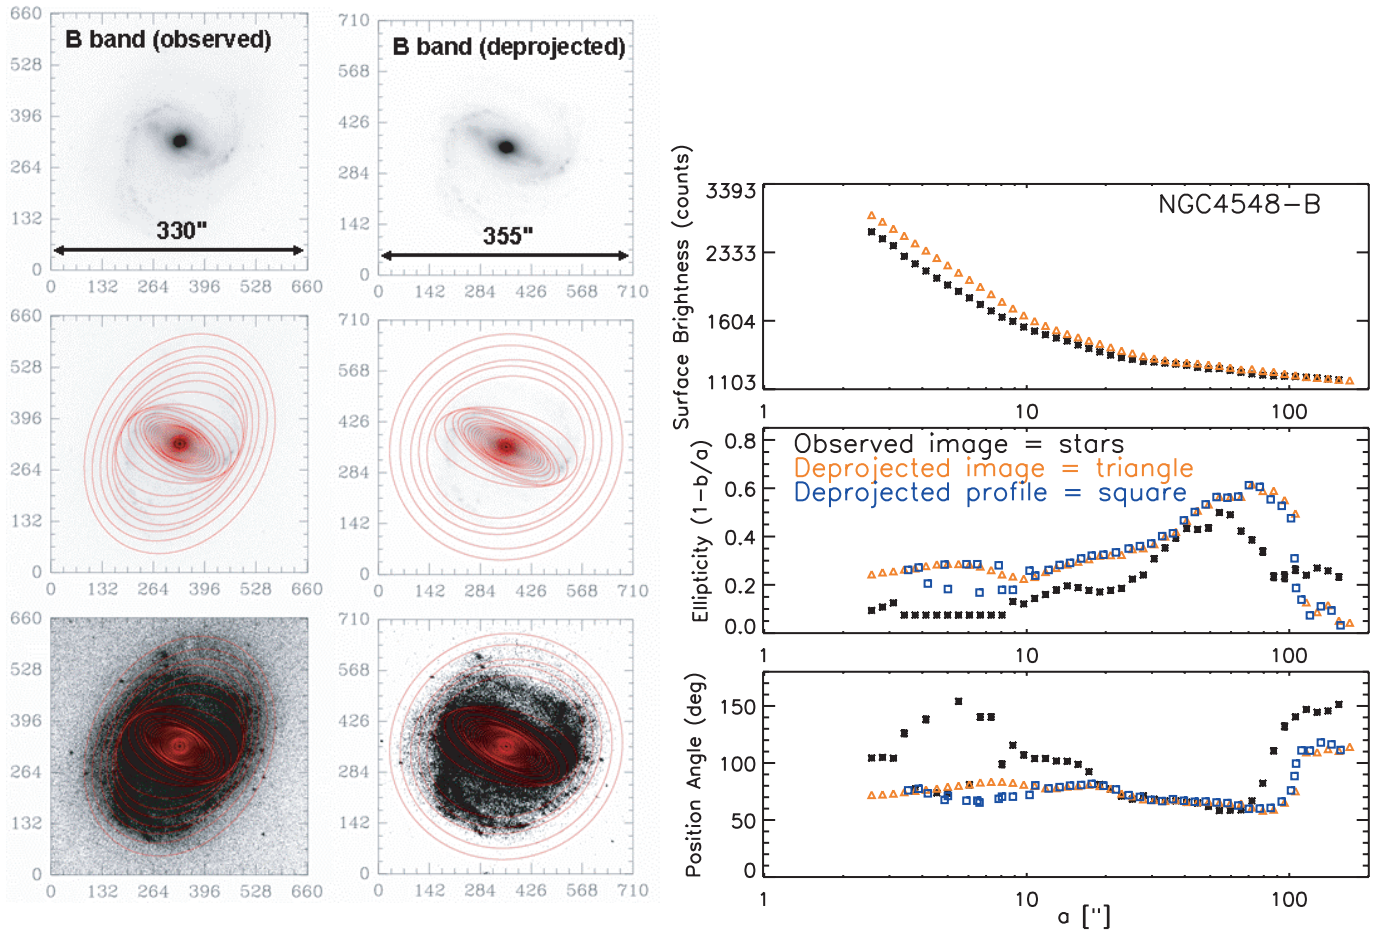 660
528
396
264
132
0
B band (observed)
330"
0 132 264 396 528 660
710
568
426
284
142
0
B band (deprojected)
355"
0 142 284 426 568 710
660
528
396
264
132
0
0 132 264 396 528 660
710
568
426
284
142
0
0 142 284 426 568 710
660
528
396
264
132
0
0 132 264 396 528 660
710
568
426
284
142
0
0 142 284 426 568 710
Surface Brightness (counts)
3393
2333
1604
1103
NGC4548-B
1 10 100
Ellipticity (1-b/a)
0.8
0.6
0.4
0.2
0.0
Observed image = stars
Deprojected image = triangle
Deprojected profile = square
1 10 100
Position Angle (deg)
150
100
50
0
1 10 100
a ["]